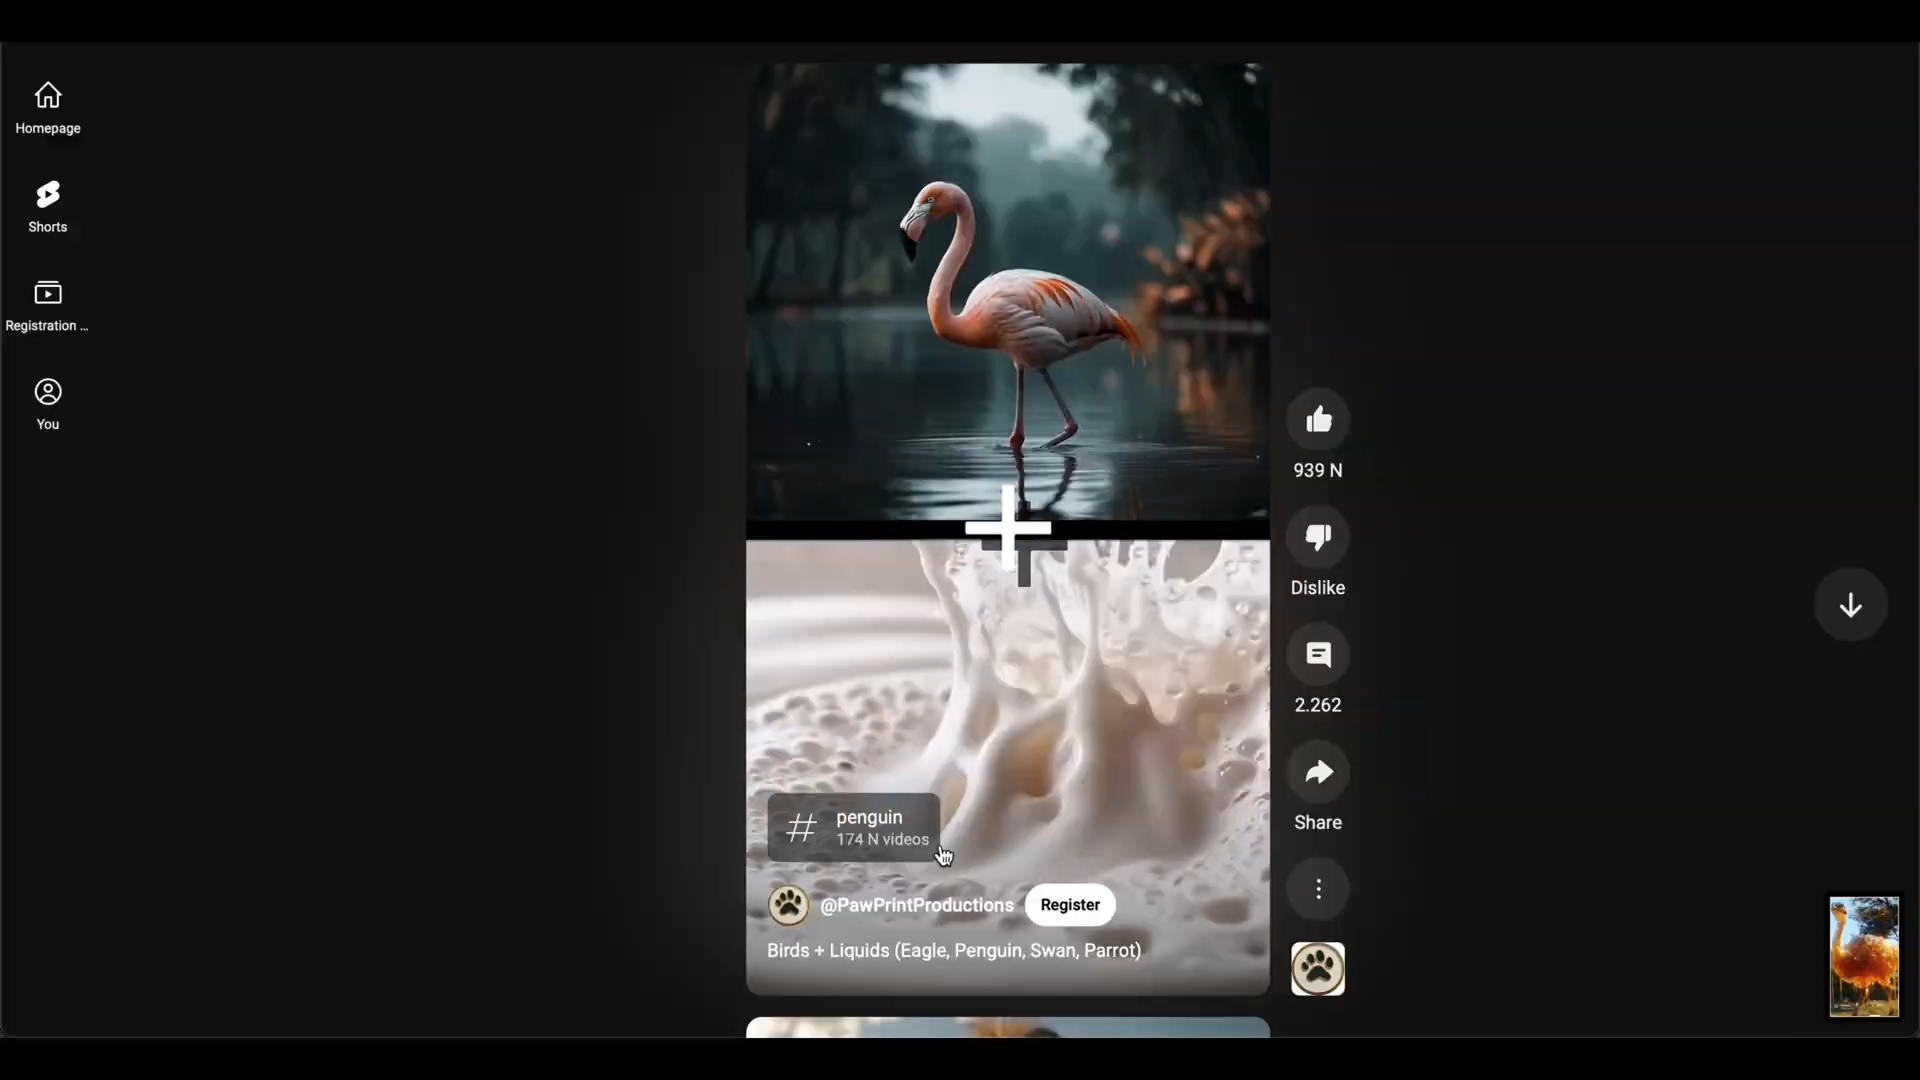 Homepage
Shorts
Registration ...
You
939 N
Dislike
2.262
Share
# penguin
174 N videos
@PawPrintProductions Register
Birds + Liquids (Eagle, Penguin, Swan, Parrot)